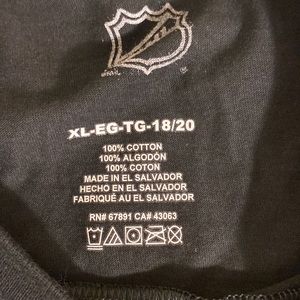 XL-EG-TG-18/20
100% COTTON
100% ALGODÓN
100% COTON
MADE IN EL SALVADOR
HECHO EN EL SALVADOR
FABRIQUÉ AU EL SALVADOR
RN# 67891 CA# 43063